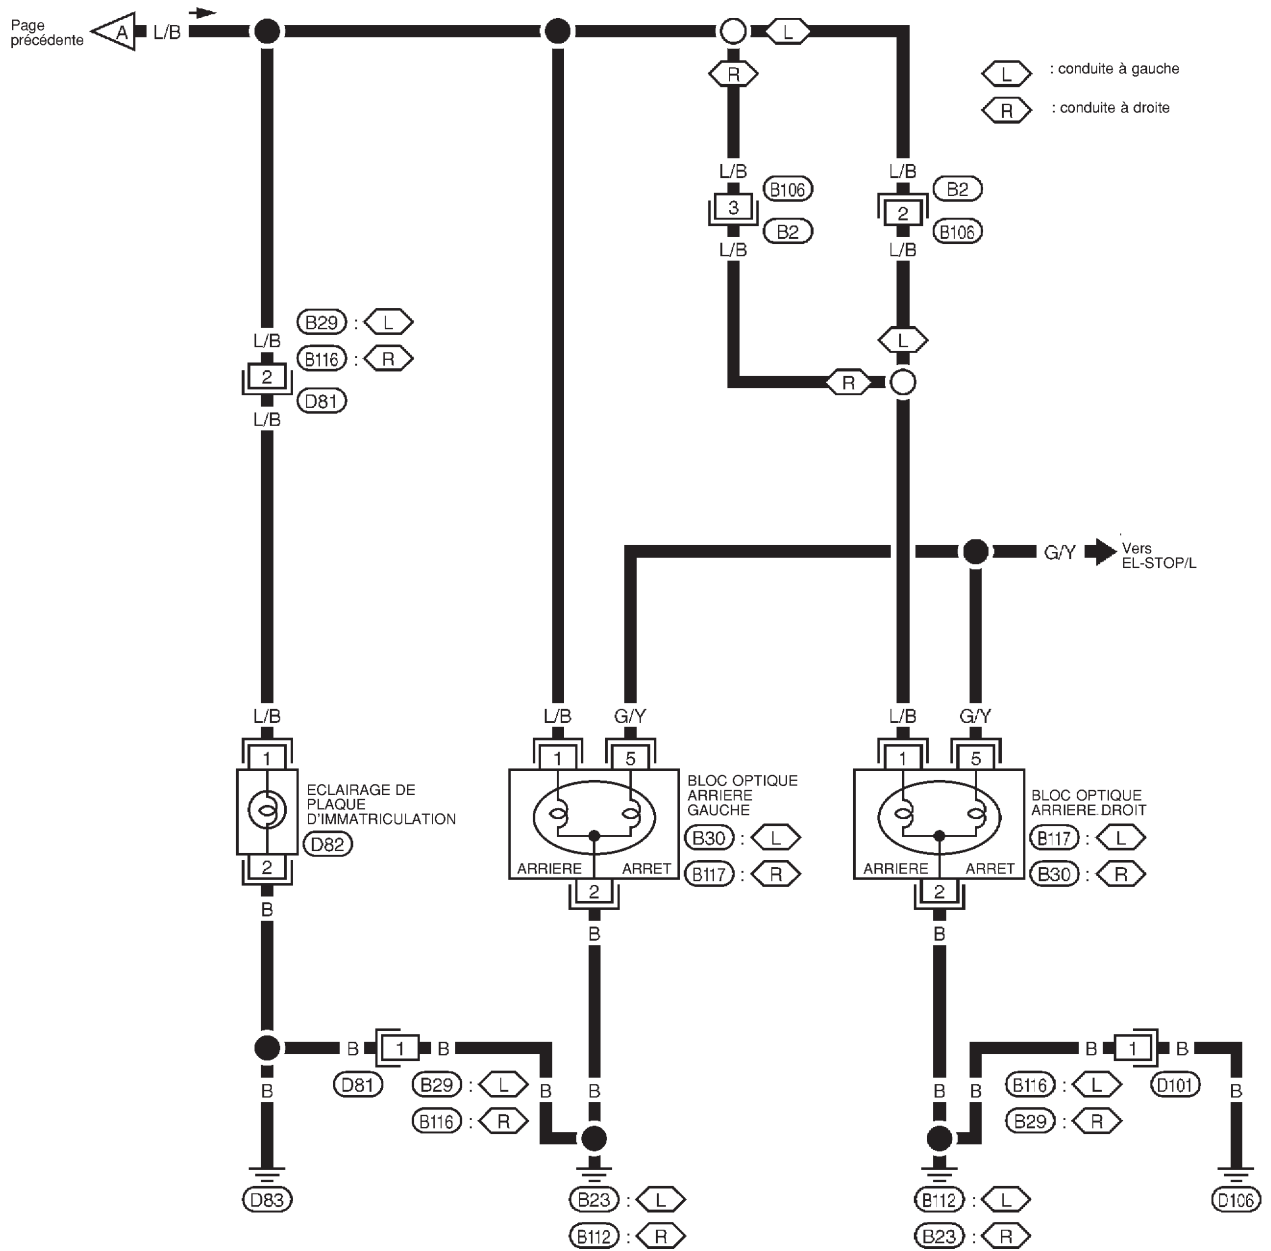 Page
précédente
A
L/B
L
R
L : conduite à gauche
R : conduite à droite
L/B
B106
3
B2
L/B
L/B
B2
2
B106
L/B
L
R
B29 : L
L/B
B116 : R
2
D81
L/B
G/Y
Vers
EL-STOP/L
L/B
L/B
G/Y
L/B
G/Y
1
1
5
1
5
ECLAIRAGE DE
PLAQUE
D'IMMATRICULATION
D82
2
B
BLOC OPTIQUE
ARRIERE
GAUCHE
B30 : L
B117 : R
ARRIERE
ARRET
2
B
BLOC OPTIQUE
ARRIERE DROIT
B117 : L
B30 : R
ARRIERE
ARRET
2
B
B
1
B
D81
B29 : L
B116 : R
B
B
B
B
1
B
B116 : L
D101
B29 : R
B
B
B
D83
B23 : L
B112 : R
B112 : L
B23 : R
D106